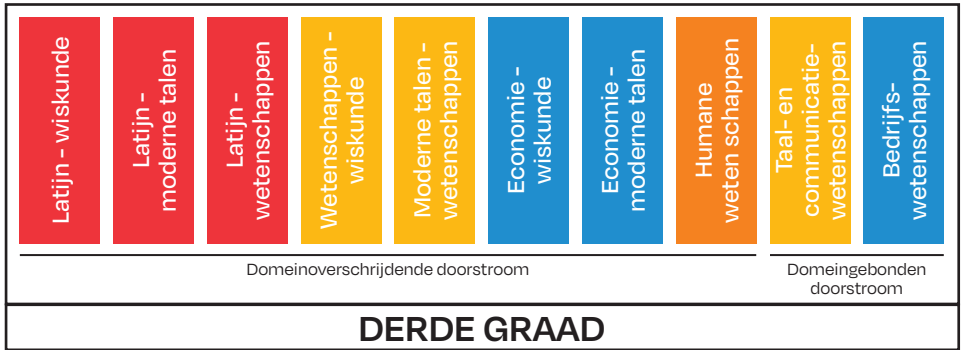 Latijn - wiskunde
Latijn -
moderne talen
Latijn -
wetenschappen
Wetenschappen -
wiskunde
Moderne talen -
wetenschappen
Economie -
wiskunde
Economie -
moderne talen
Humane
weten schappen
Taal- en
communicatie-
wetenschappen
Bedrijfs-
wetenschappen
Domeinoverschrijdende doorstroom
Domeingebonden
doorstroom
DERDE GRAAD